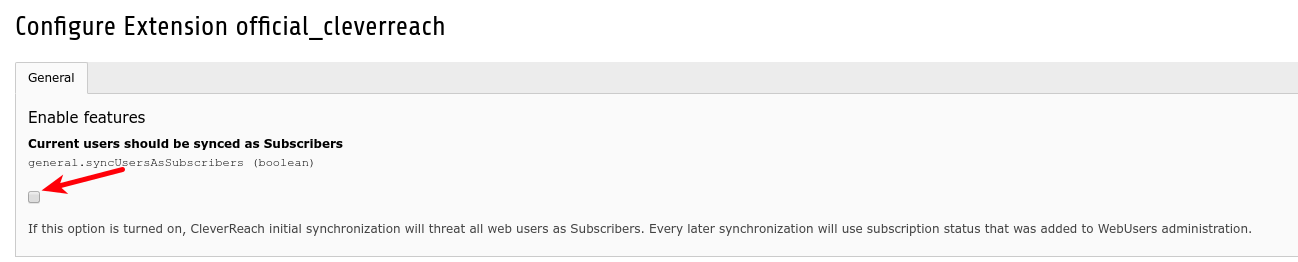 Configure Extension official_cleverreach
General
Enable features
Current users should be synced as Subscribers
general.syncUsersAsSubscribers (boolean)
If this option is turned on, CleverReach initial synchronization will threat all web users as Subscribers. Every later synchronization will use subscription status that was added to WebUsers administration.